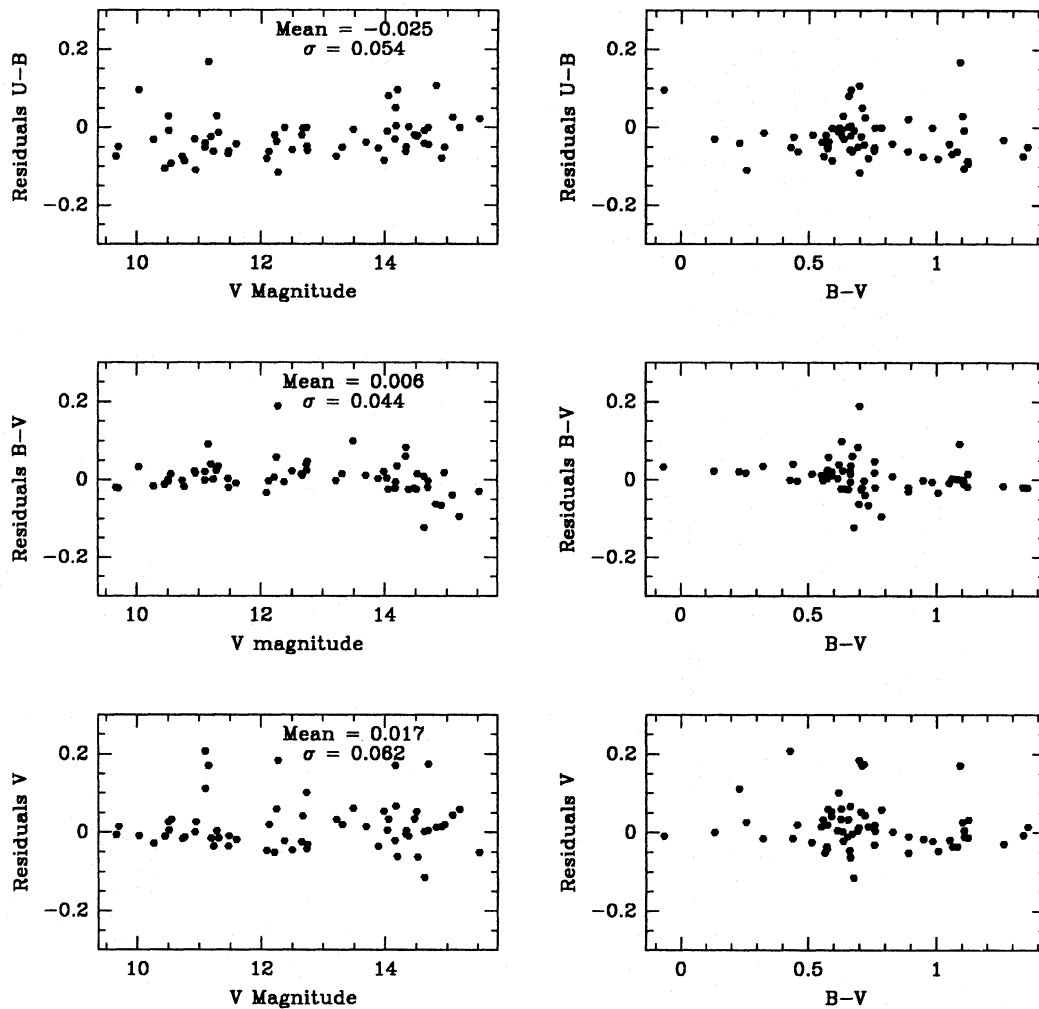 Residuals U−B
0.2
0
−0.2
Mean = −0.025
σ = 0.054
10
12
14
V Magnitude
Residuals U−B
0.2
0
−0.2
0
0.5
1
B−V
Residuals B−V
0.2
0
−0.2
Mean = 0.006
σ = 0.044
10
12
14
V magnitude
Residuals B−V
0.2
0
−0.2
0
0.5
1
B−V
Residuals V
0.2
0
−0.2
Mean = 0.017
σ = 0.062
10
12
14
V Magnitude
Residuals V
0.2
0
−0.2
0
0.5
1
B−V